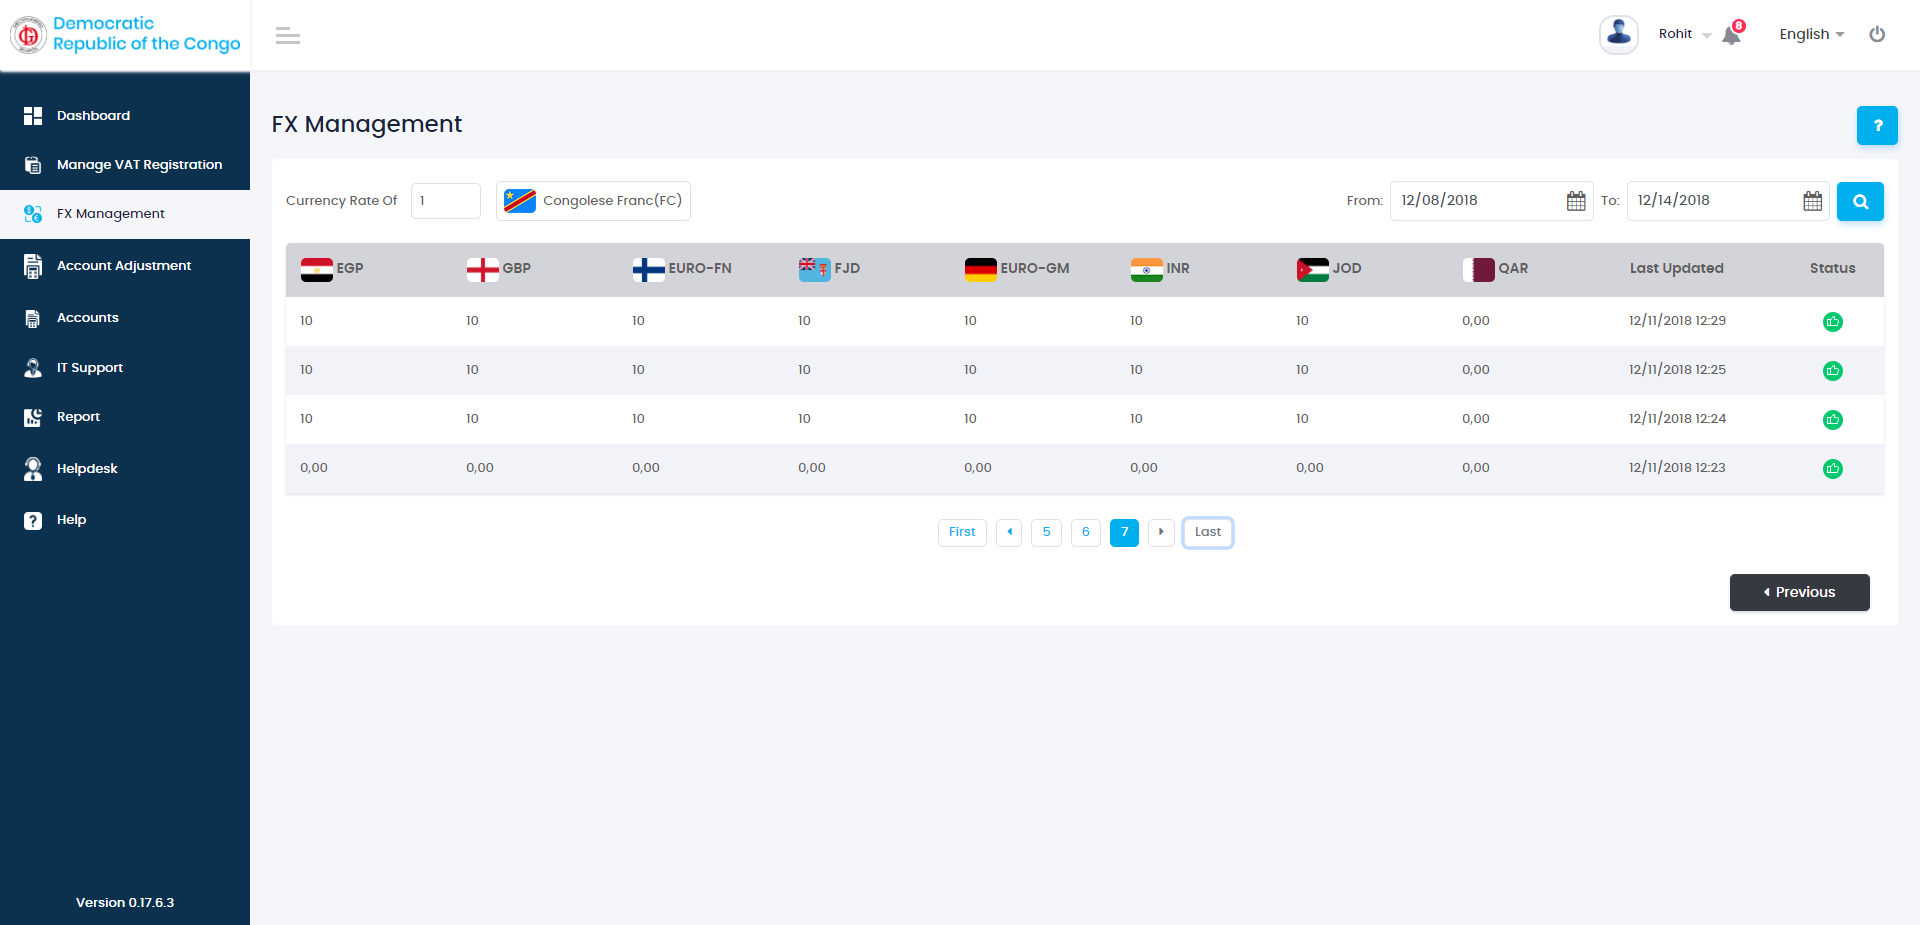 Democratic
Republic of the Congo
Rohit
8
English
Dashboard
Manage VAT Registration
FX Management
Account Adjustment
Accounts
IT Support
Report
Helpdesk
Help
Version 0.17.6.3
FX Management
?
Currency Rate Of 1 Congolese Franc(FC) From: 12/08/2018 To: 12/14/2018
EGP GBP EURO-FN FJD EURO-GM INR JOD QAR Last Updated Status
10 10 10 10 10 10 10 0,00 12/11/2018 12:29
10 10 10 10 10 10 10 0,00 12/11/2018 12:25
10 10 10 10 10 10 10 0,00 12/11/2018 12:24
0,00 0,00 0,00 0,00 0,00 0,00 0,00 0,00 12/11/2018 12:23
First 5 6 7 Last
Previous